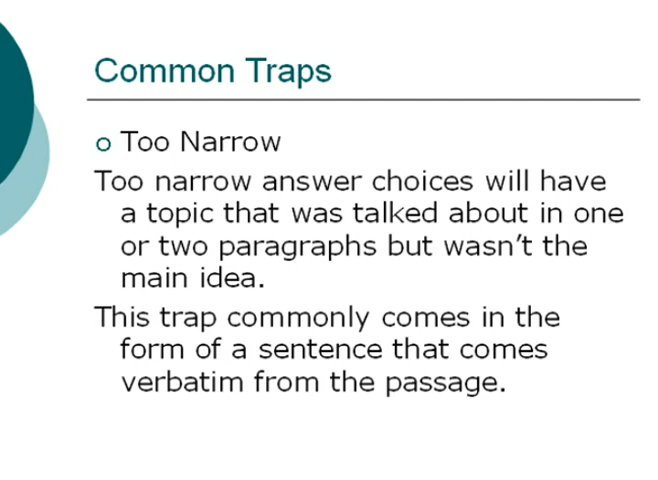 Common Traps
Too Narrow
Too narrow answer choices will have
a topic that was talked about in one
or two paragraphs but wasn’t the
main idea.
This trap commonly comes in the
form of a sentence that comes
verbatim from the passage.